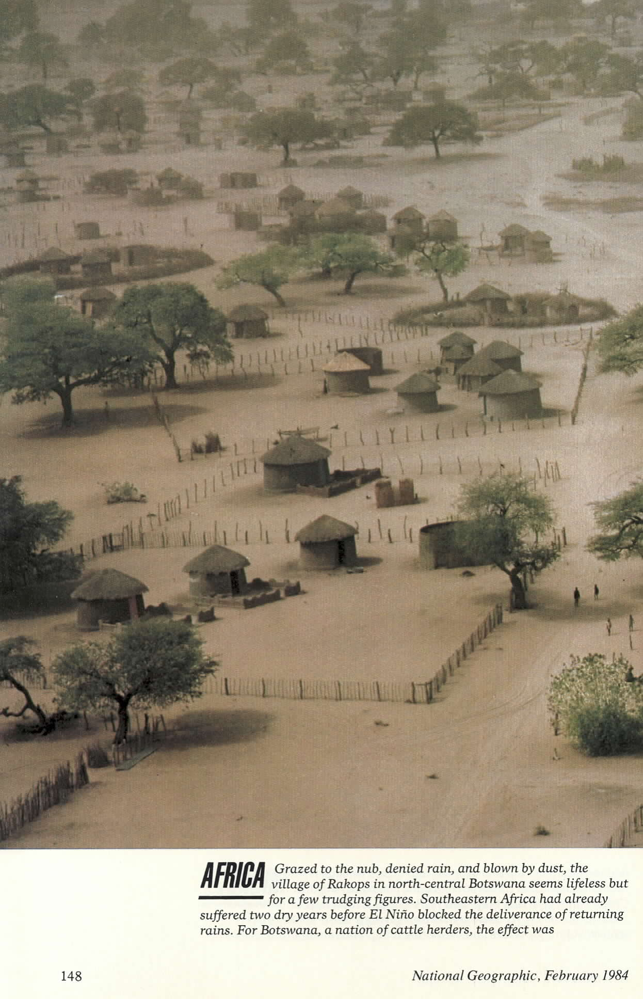 AFRICA Grazed to the nub, denied rain, and blown by dust, the
village of Rakops in north-central Botswana seems lifeless but
for a few trudging figures. Southeastern Africa had already
suffered two dry years before El Niño blocked the deliverance of returning
rains. For Botswana, a nation of cattle herders, the effect was
148
National Geographic, February 1984